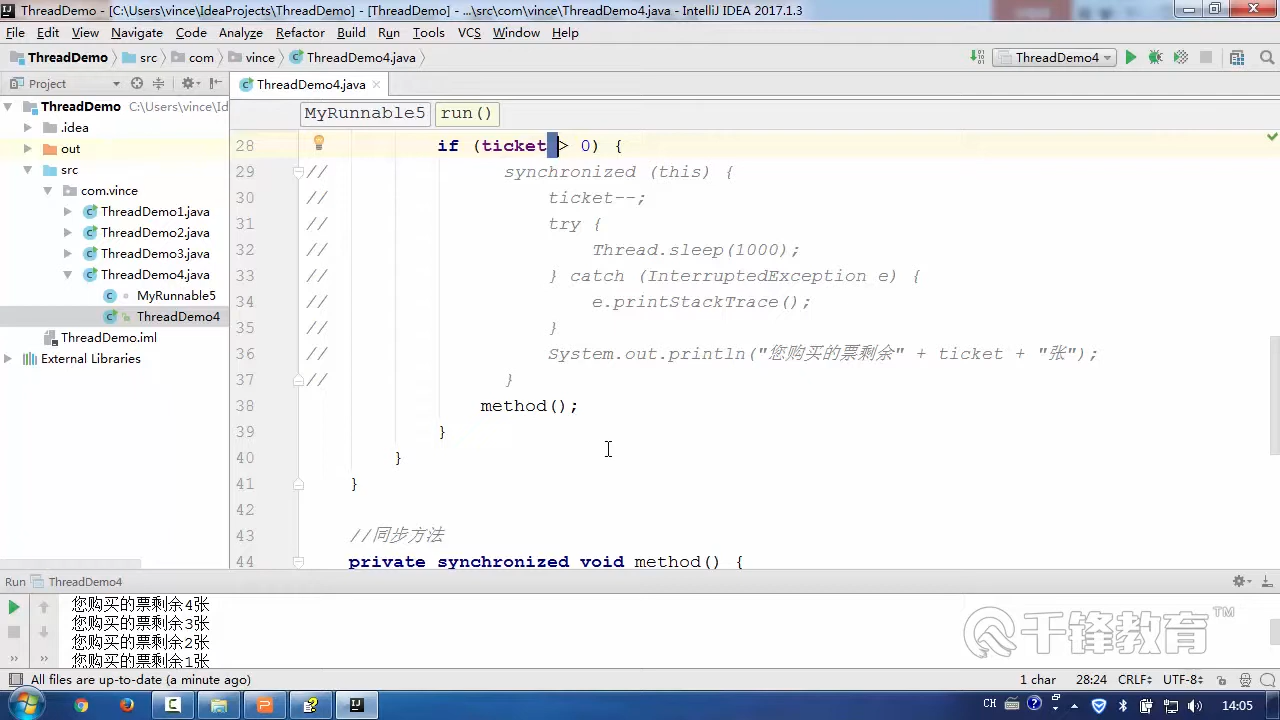 ThreadDemo - [C:\Users\vince\IdeaProjects\ThreadDemo] - [ThreadDemo] - ...\src\com\vince\ThreadDemo4.java - IntelliJ IDEA 2017.1.3
File Edit View Navigate Code Analyze Refactor Build Run Tools VCS Window Help
ThreadDemo src com vince ThreadDemo4.java ThreadDemo4
Project ThreadDemo4.java
MyRunnable5 run()
ThreadDemo C:\Users\vince\Id
.idea
out
src
com.vince
ThreadDemo1.java
ThreadDemo2.java
ThreadDemo3.java
ThreadDemo4.java
MyRunnable5
ThreadDemo4
ThreadDemo.iml
External Libraries
28 if (ticket > 0) {
29 // synchronized (this) {
30 // ticket--;
31 // try {
32 // Thread.sleep(1000);
33 // } catch (InterruptedException e) {
34 // e.printStackTrace();
35 // }
36 // System.out.println("您购买的票剩余" + ticket + "张");
37 // }
38 method();
39 }
40 }
41 }
42
43 //同步方法
44 private synchronized void method() {
Run ThreadDemo4
您购买的票剩余4张
您购买的票剩余3张
您购买的票剩余2张
您购买的票剩余1张
千锋教育™
All files are up-to-date (a minute ago) 1 char 28:24 CRLF UTF-8
CH 14:05